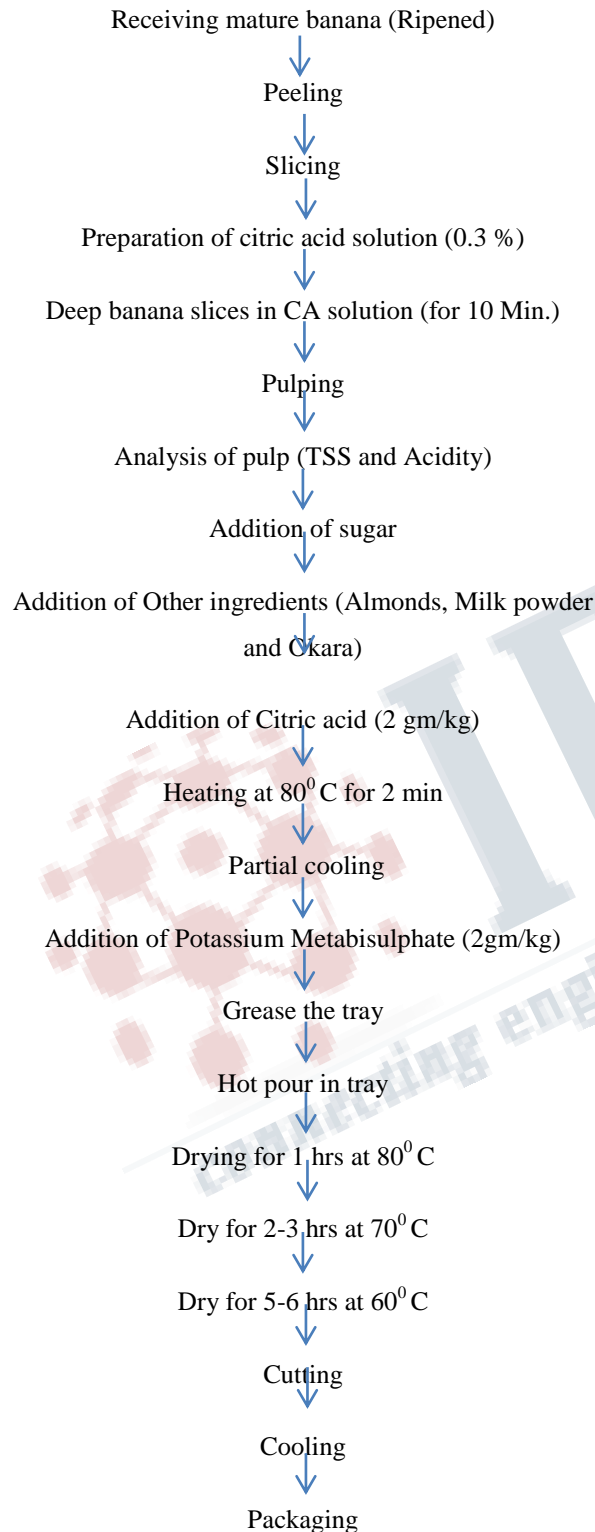 Receiving mature banana (Ripened)
Peeling
Slicing
Preparation of citric acid solution (0.3 %)
Deep banana slices in CA solution (for 10 Min.)
Pulping
Analysis of pulp (TSS and Acidity)
Addition of sugar
Addition of Other ingredients (Almonds, Milk powder
and Okara)
Addition of Citric acid (2 gm/kg)
Heating at 80⁰ C for 2 min
Partial cooling
Addition of Potassium Metabisulphate (2gm/kg)
Grease the tray
Hot pour in tray
Drying for 1 hrs at 80⁰ C
Dry for 2-3 hrs at 70⁰ C
Dry for 5-6 hrs at 60⁰ C
Cutting
Cooling
Packaging
connecting